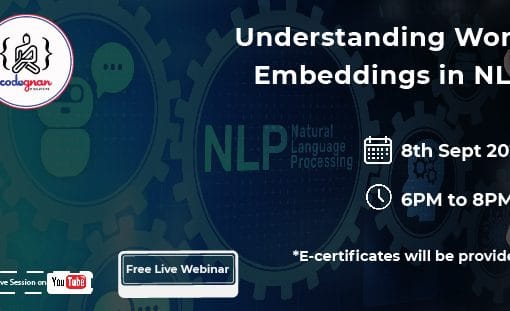 Understanding Wor
Embeddings in NL
codegnan
NLP
Natural
Language
Processing
8th Sept 20
6PM to 8PM
*E-certificates will be provide
Free Live Webinar
ve Session on YouTube